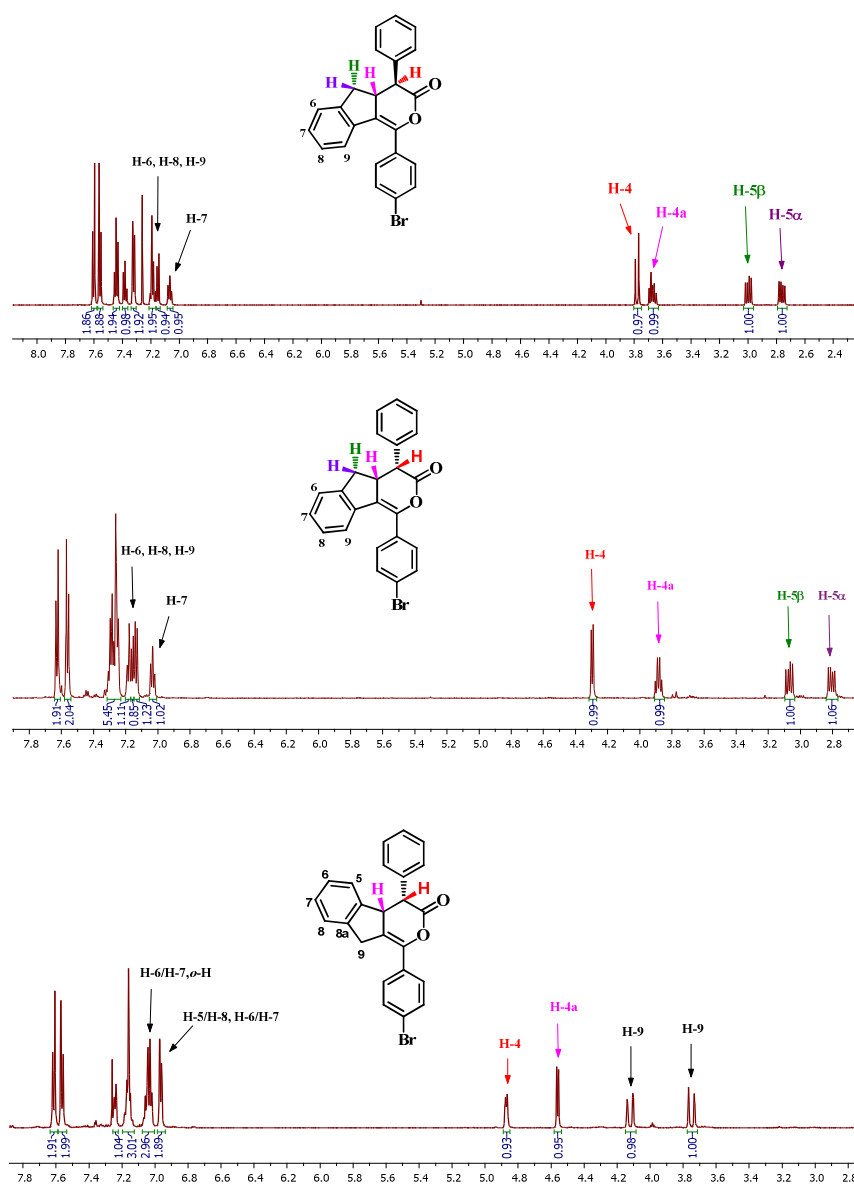 H
H
H
H
O
O
6
7
8
9
Br
H-6, H-8, H-9
H-7
H-4
H-4a
H-5β
H-5α
1.86
1.88
1.94
0.98
1.92
1.95
0.94
0.95
0.97
0.99
1.00
1.00
8.0 7.8 7.6 7.4 7.2 7.0 6.8 6.6 6.4 6.2 6.0 5.8 5.6 5.4 5.2 5.0 4.8 4.6 4.4 4.2 4.0 3.8 3.6 3.4 3.2 3.0 2.8 2.6 2.4
H
H
H
H
O
O
6
7
8
9
Br
H-6, H-8, H-9
H-7
H-4
H-4a
H-5β
H-5α
1.91
2.04
5.45
1.11
0.85
1.23
1.02
0.99
0.99
1.00
1.06
7.8 7.6 7.4 7.2 7.0 6.8 6.6 6.4 6.2 6.0 5.8 5.6 5.4 5.2 5.0 4.8 4.6 4.4 4.2 4.0 3.8 3.6 3.4 3.2 3.0 2.8
6
5
H
H
O
7
8
8a
9
O
Br
H-6/H-7,o-H
H-5/H-8, H-6/H-7
H-4
H-4a
H-9
H-9
1.91
1.99
1.04
3.01
2.96
1.89
0.93
0.95
0.98
1.00
7.8 7.6 7.4 7.2 7.0 6.8 6.6 6.4 6.2 6.0 5.8 5.6 5.4 5.2 5.0 4.8 4.6 4.4 4.2 4.0 3.8 3.6 3.4 3.2 3.0 2.8